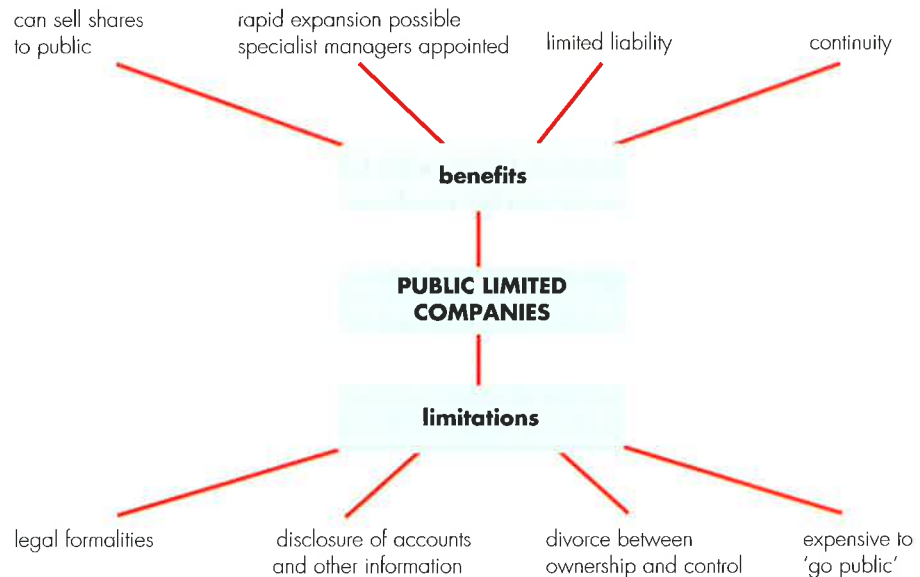 can sell shares
to public
rapid expansion possible
specialist managers appointed
limited liability
continuity
benefits
PUBLIC LIMITED
COMPANIES
limitations
legal formalities
disclosure of accounts
and other information
divorce between
ownership and control
expensive to
'go public'